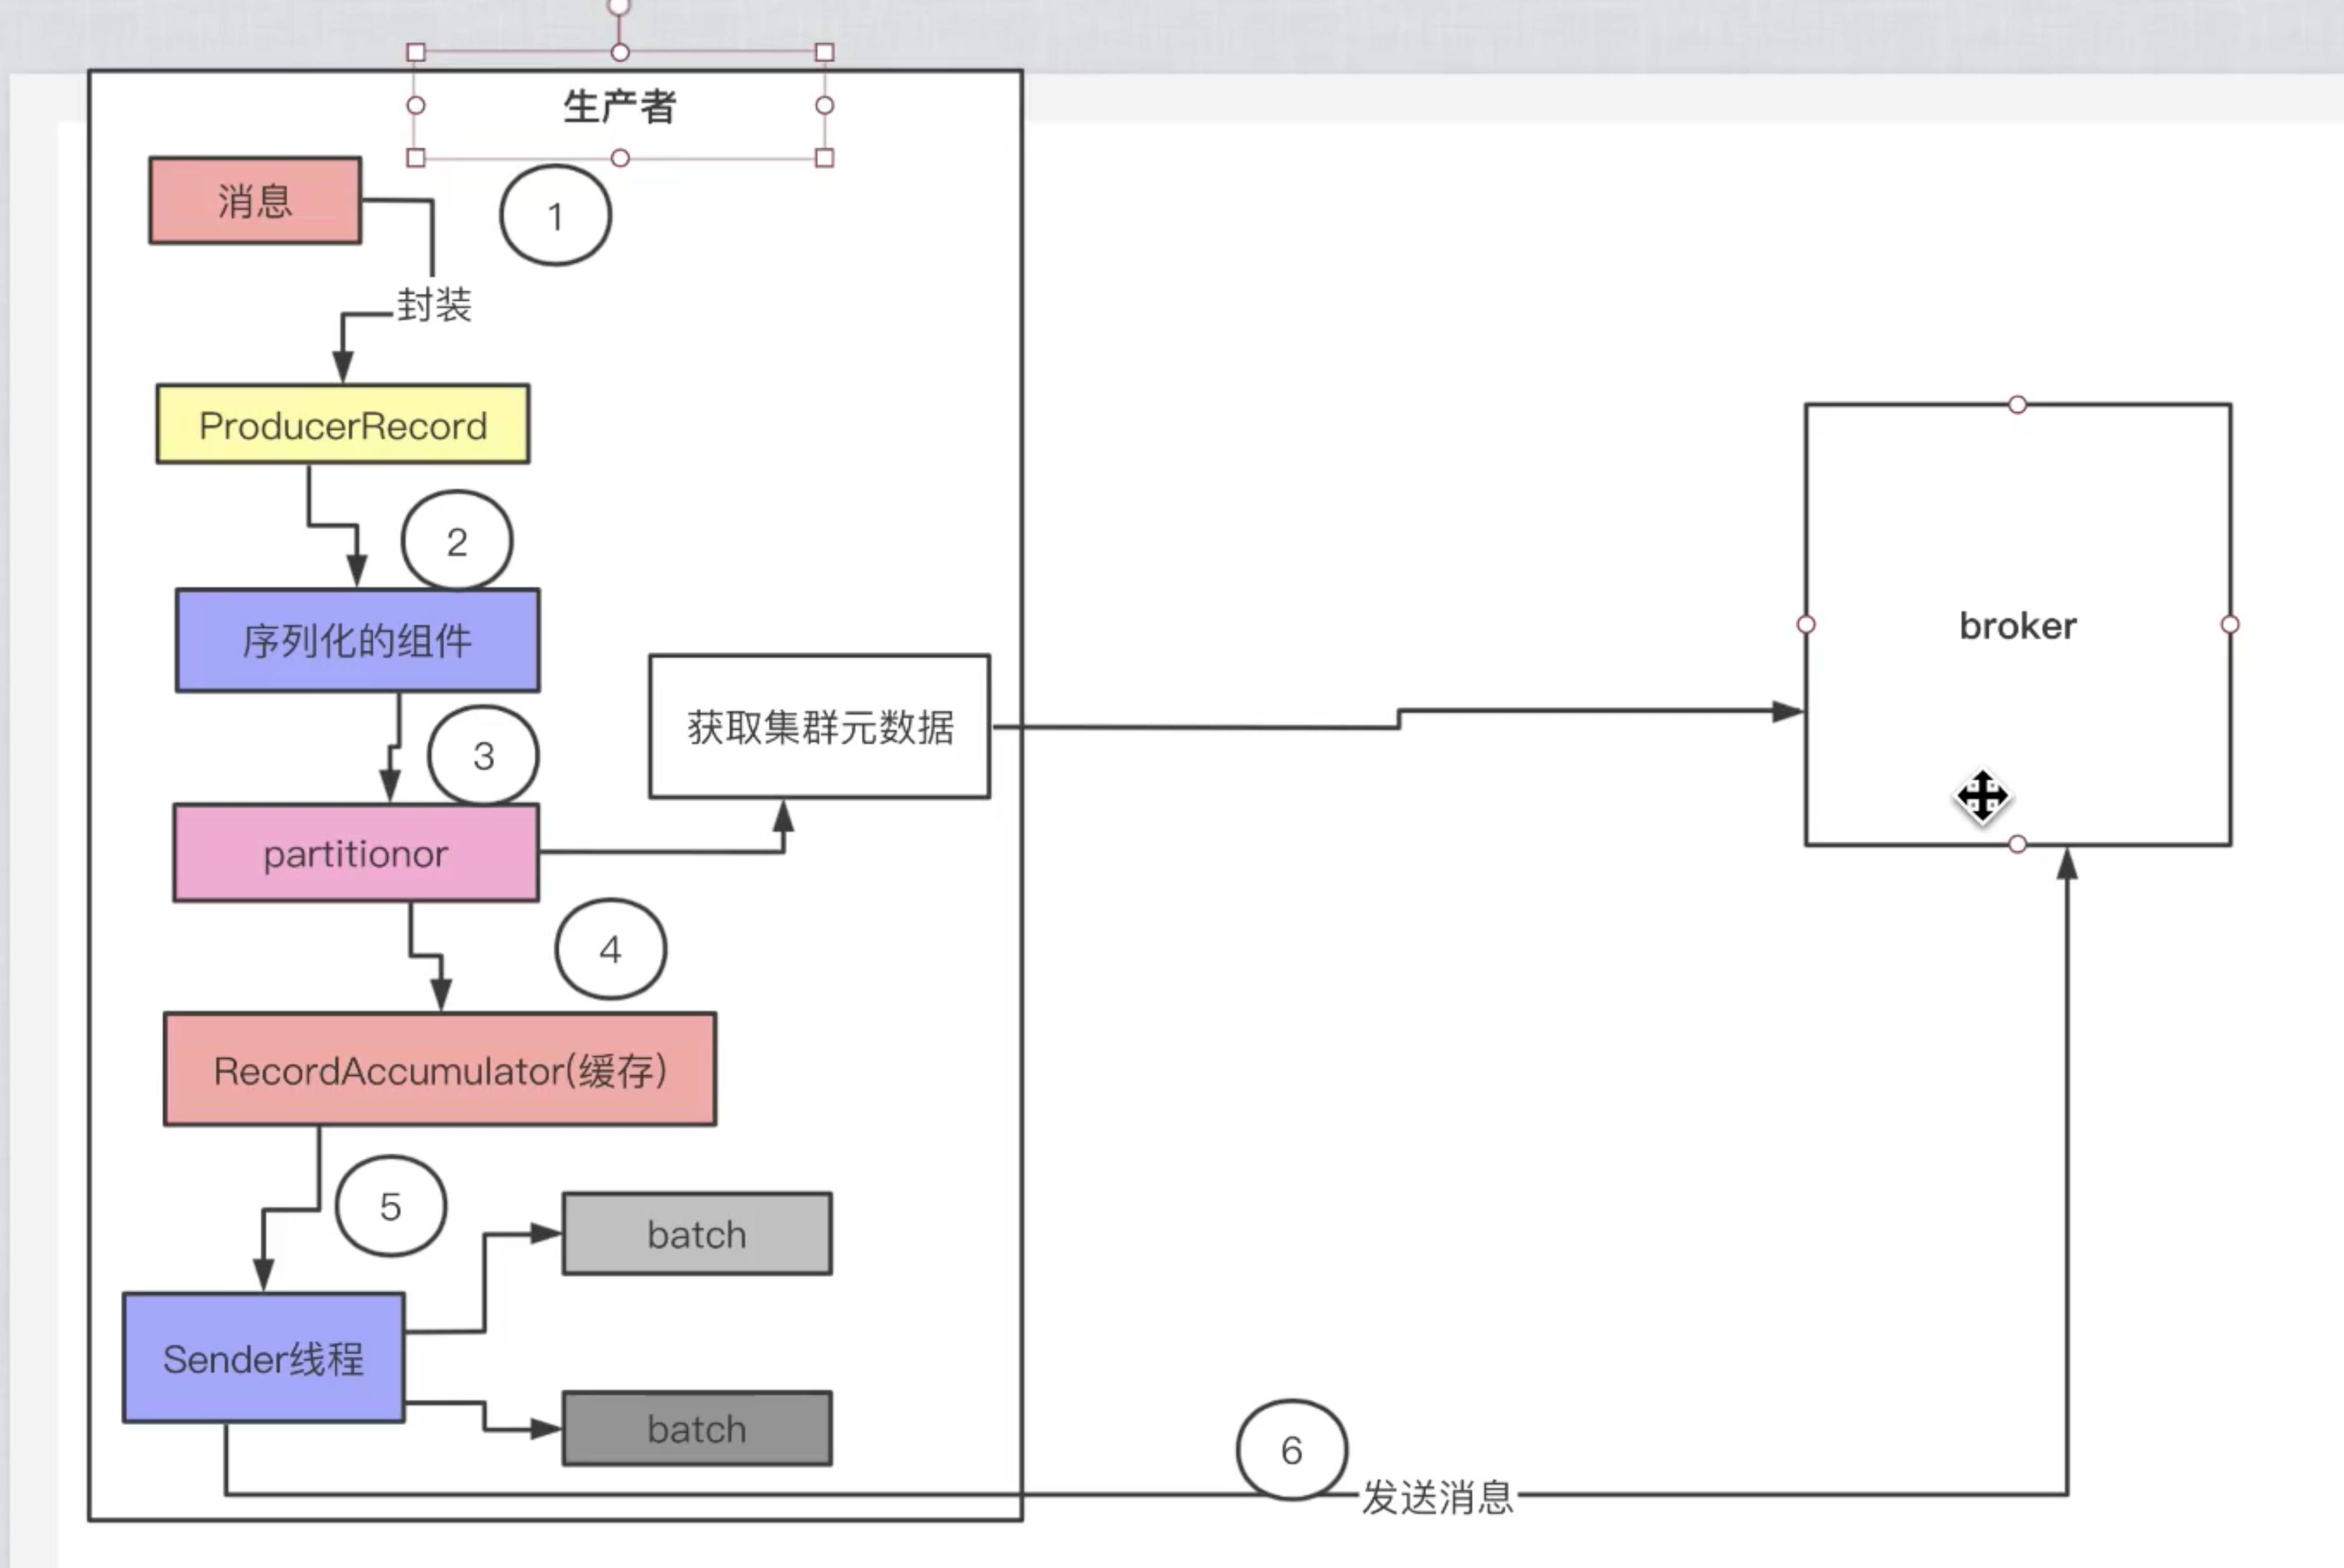 生产者
消息
1
封装
ProducerRecord
2
序列化的组件
3
获取集群元数据
broker
partitionor
4
RecordAccumulator(缓存)
5
batch
Sender线程
batch
6
发送消息